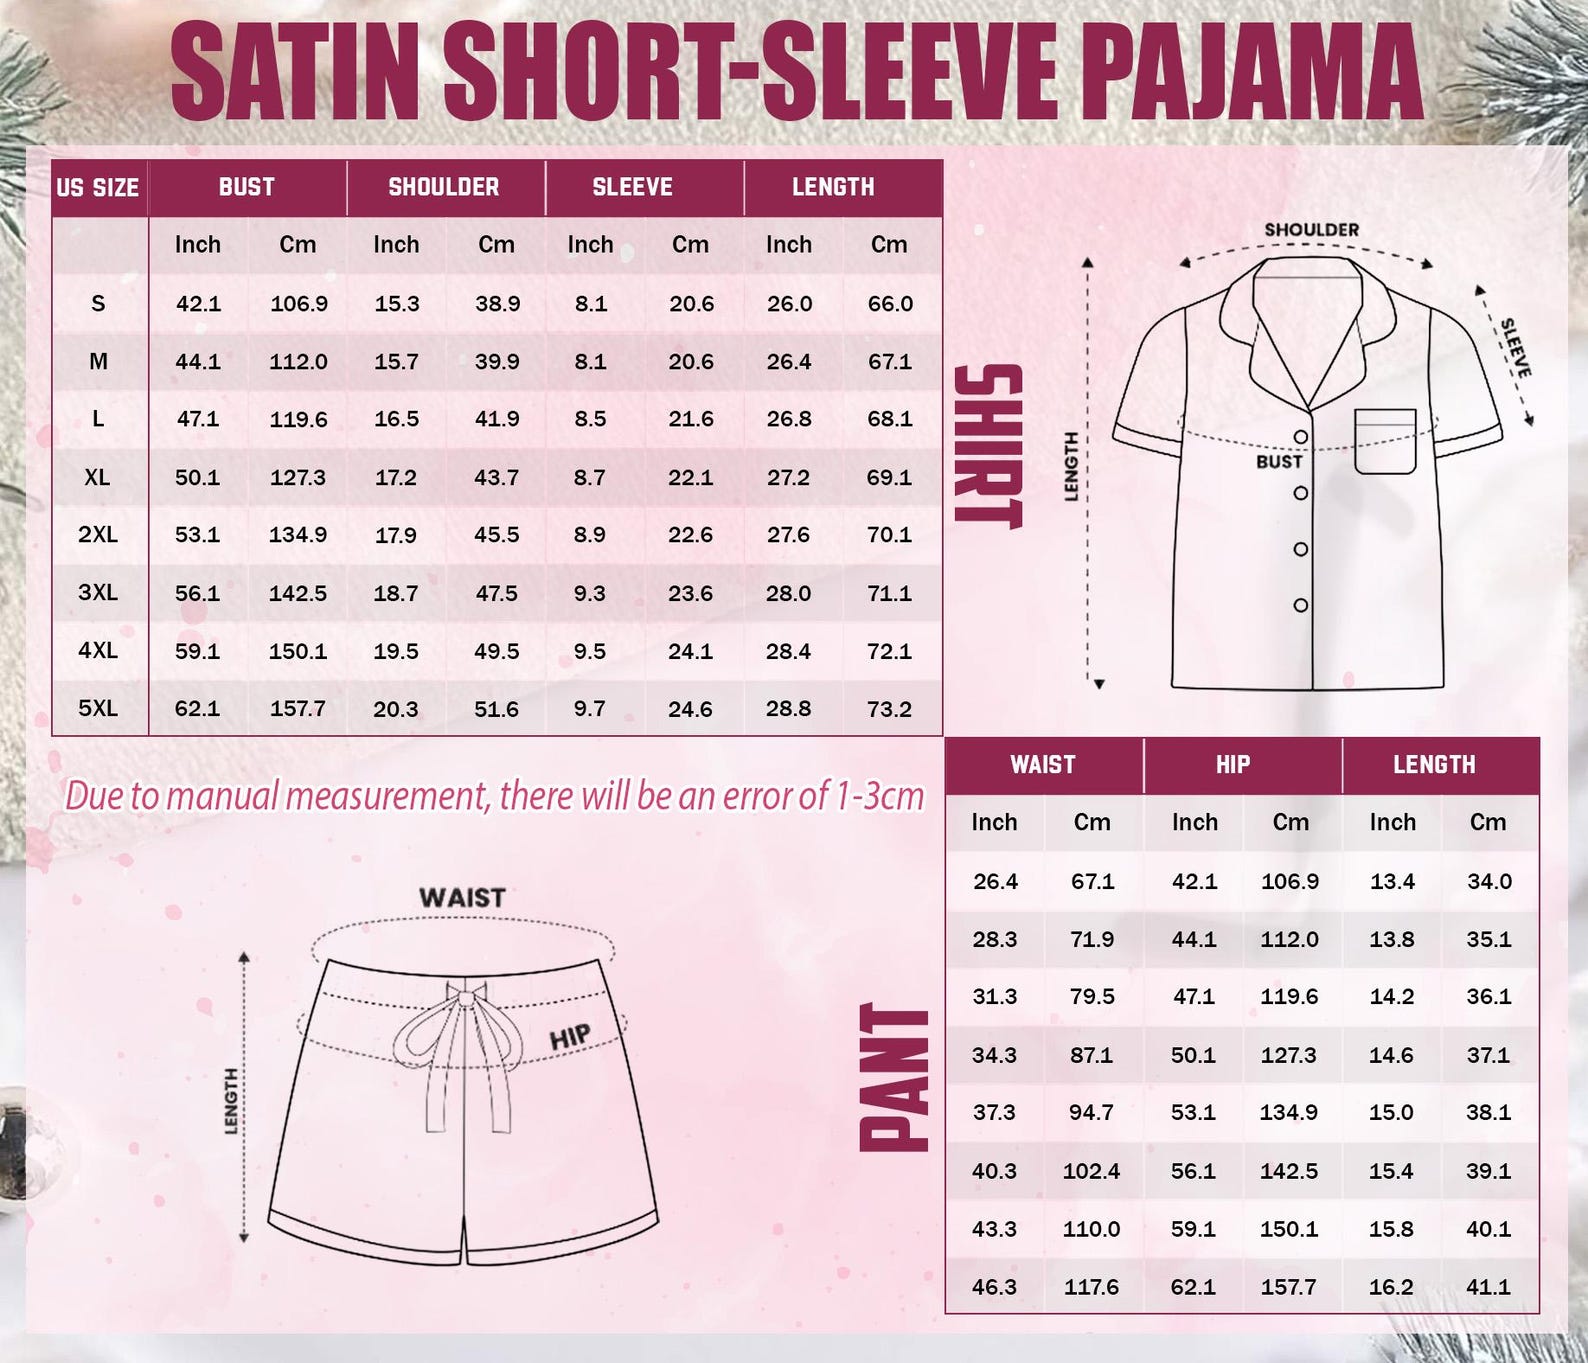 SATIN SHORT-SLEEVE PAJAMA
US SIZE BUST SHOULDER SLEEVE LENGTH
Inch Cm Inch Cm Inch Cm Inch Cm
S 42.1 106.9 15.3 38.9 8.1 20.6 26.0 66.0
M 44.1 112.0 15.7 39.9 8.1 20.6 26.4 67.1
L 47.1 119.6 16.5 41.9 8.5 21.6 26.8 68.1
XL 50.1 127.3 17.2 43.7 8.7 22.1 27.2 69.1
2XL 53.1 134.9 17.9 45.5 8.9 22.6 27.6 70.1
3XL 56.1 142.5 18.7 47.5 9.3 23.6 28.0 71.1
4XL 59.1 150.1 19.5 49.5 9.5 24.1 28.4 72.1
5XL 62.1 157.7 20.3 51.6 9.7 24.6 28.8 73.2
SHIRT
SHOULDER
SLEEVE
LENGTH
BUST
Due to manual measurement, there will be an error of 1-3cm
WAIST
HIP
LENGTH
PANT
WAIST HIP LENGTH
Inch Cm Inch Cm Inch Cm
26.4 67.1 42.1 106.9 13.4 34.0
28.3 71.9 44.1 112.0 13.8 35.1
31.3 79.5 47.1 119.6 14.2 36.1
34.3 87.1 50.1 127.3 14.6 37.1
37.3 94.7 53.1 134.9 15.0 38.1
40.3 102.4 56.1 142.5 15.4 39.1
43.3 110.0 59.1 150.1 15.8 40.1
46.3 117.6 62.1 157.7 16.2 41.1